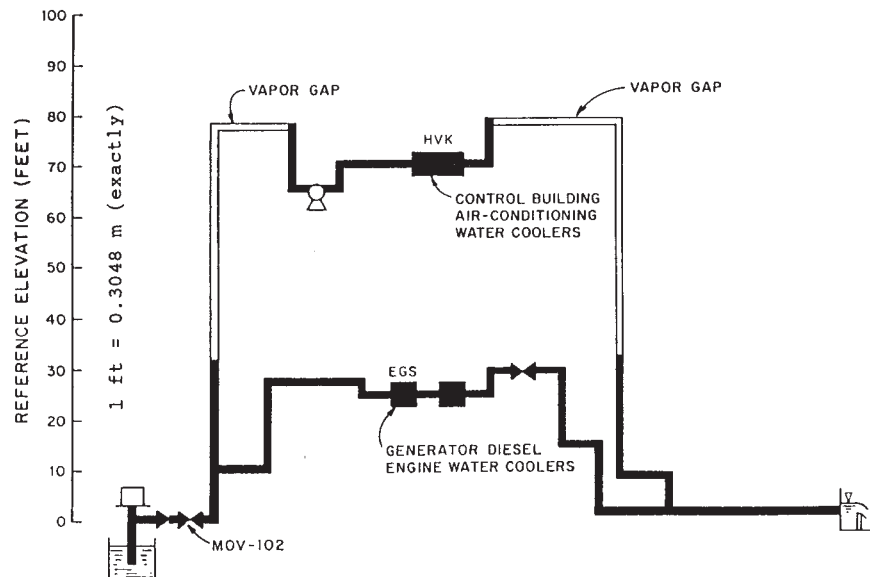 100
90
80
70
60
50
40
30
20
10
0
REFERENCE ELEVATION (FEET)
1 ft = 0.3048 m (exactly)
VAPOR GAP
VAPOR GAP
HVK
CONTROL BUILDING
AIR-CONDITIONING
WATER COOLERS
EGS
GENERATOR DIESEL
ENGINE WATER COOLERS
MOV-102